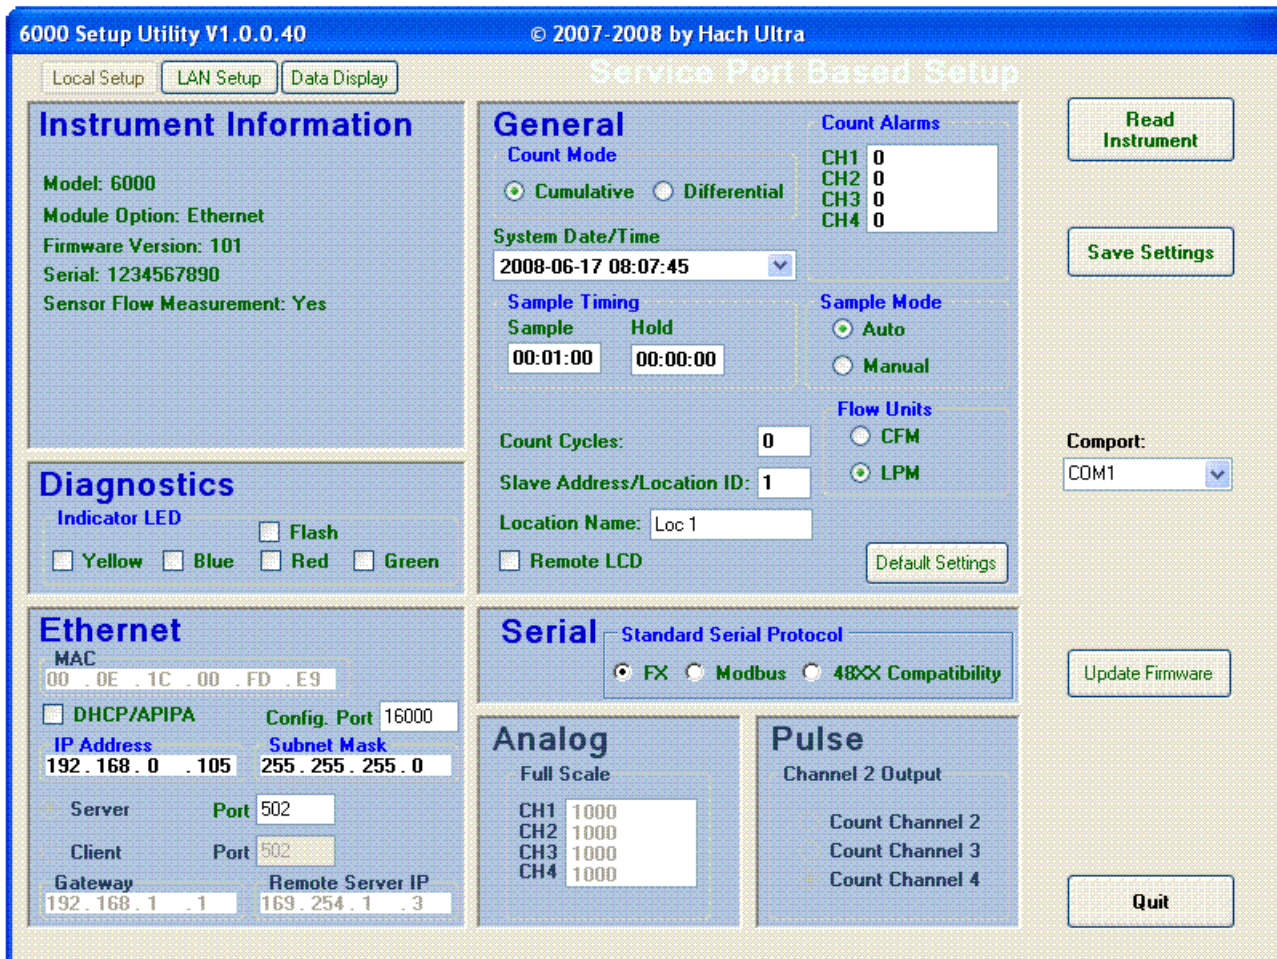 6000 Setup Utility V1.0.0.40
© 2007-2008 by Hach Ultra
Local Setup
LAN Setup
Data Display
Service Port Based Setup
Instrument Information
Model: 6000
Module Option: Ethernet
Firmware Version: 101
Serial: 1234567890
Sensor Flow Measurement: Yes
Diagnostics
Indicator LED
Flash
Yellow
Blue
Red
Green
Ethernet
MAC
00 . 0E . 1C . 00 . FD . E9
DHCP/APIPA
Config. Port 16000
IP Address
192 . 168 . 0 . 105
Subnet Mask
255 . 255 . 255 . 0
Server
Port 502
Client
Port 502
Gateway
192 . 168 . 1 . 1
Remote Server IP
169 . 254 . 1 . 3
General
Count Mode
Cumulative
Differential
Count Alarms
CH1 0
CH2 0
CH3 0
CH4 0
System Date/Time
2008-06-17 08:07:45
Sample Timing
Sample
Hold
00:01:00
00:00:00
Sample Mode
Auto
Manual
Flow Units
CFM
LPM
Count Cycles: 0
Slave Address/Location ID: 1
Location Name: Loc 1
Remote LCD
Default Settings
Serial
Standard Serial Protocol
FX
Modbus
48XX Compatibility
Analog
Full Scale
CH1 1000
CH2 1000
CH3 1000
CH4 1000
Pulse
Channel 2 Output
Count Channel 2
Count Channel 3
Count Channel 4
Read
Instrument
Save Settings
Comport:
COM1
Update Firmware
Quit